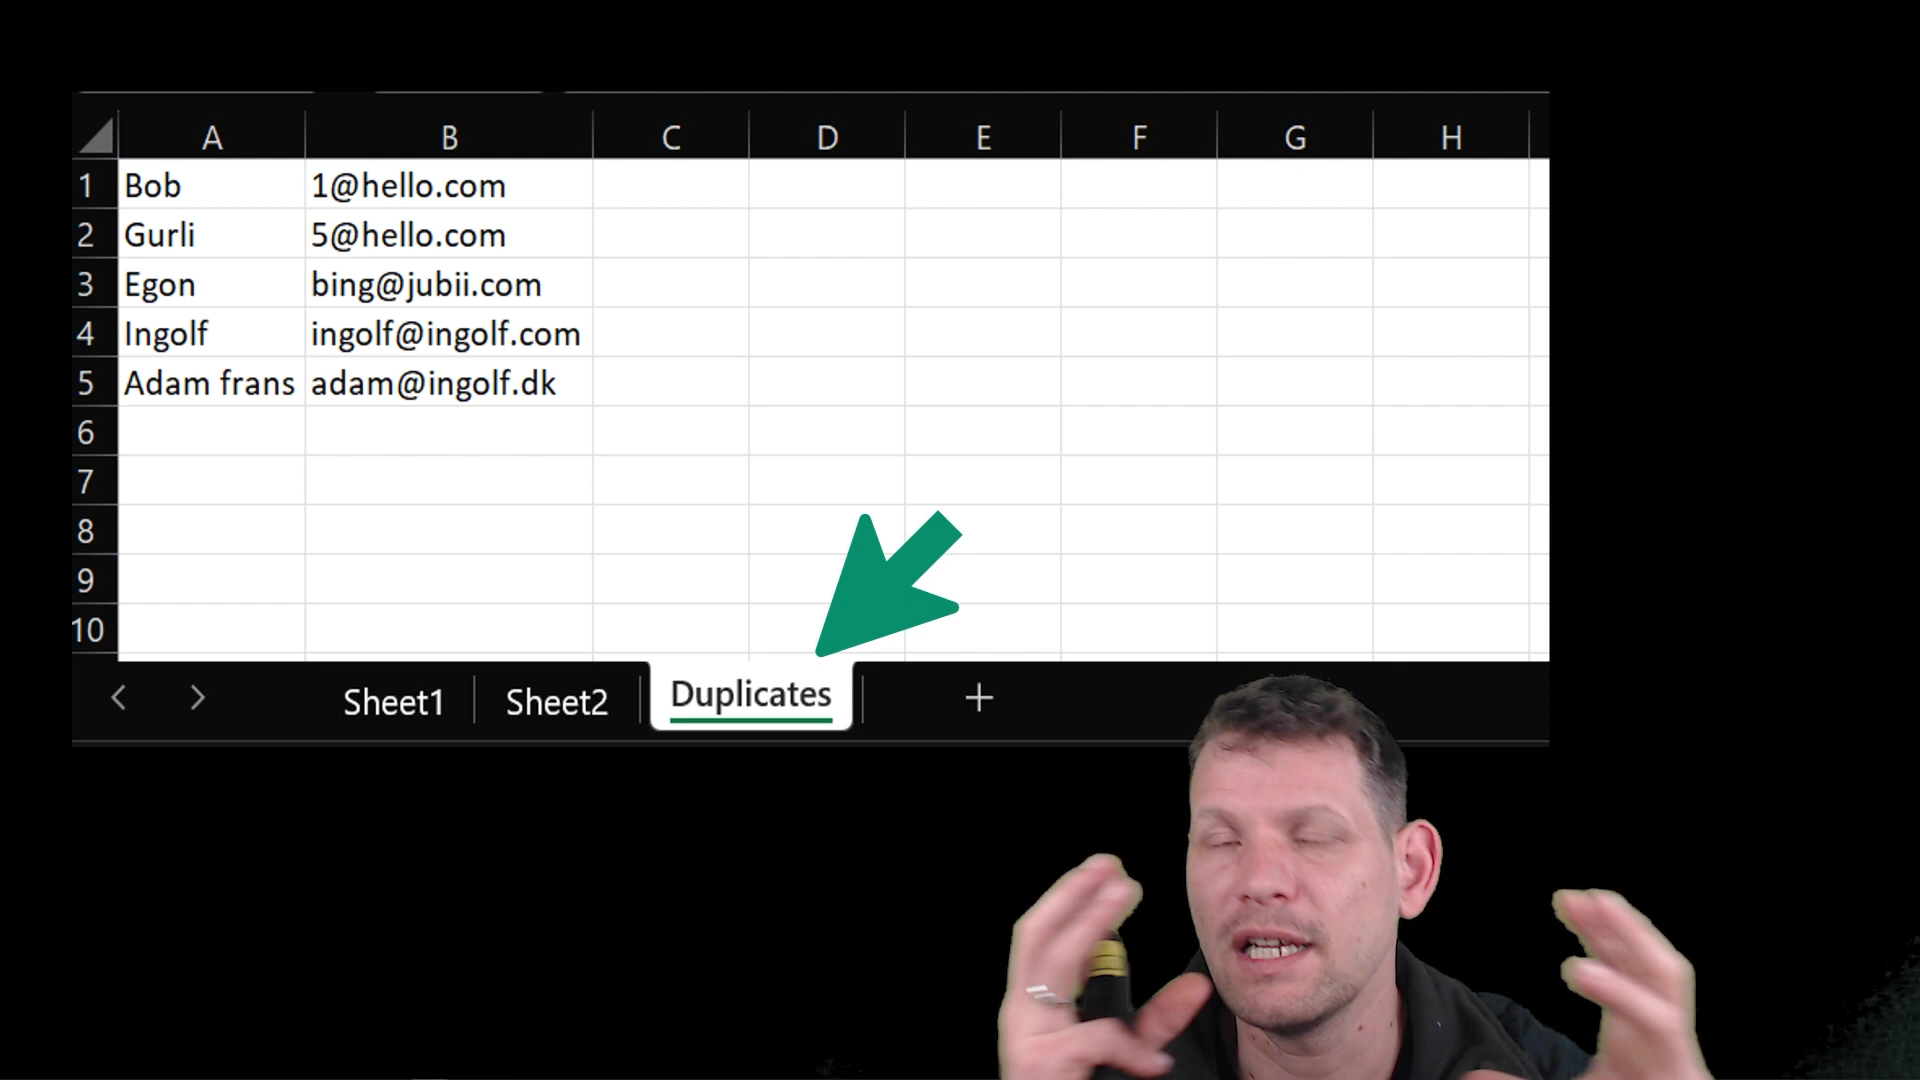 A B C D E F G H
1 Bob 1@hello.com
2 Gurli 5@hello.com
3 Egon bing@jubii.com
4 Ingolf ingolf@ingolf.com
5 Adam frans adam@ingolf.dk
6
7
8
9
10
Sheet1 Sheet2 Duplicates +